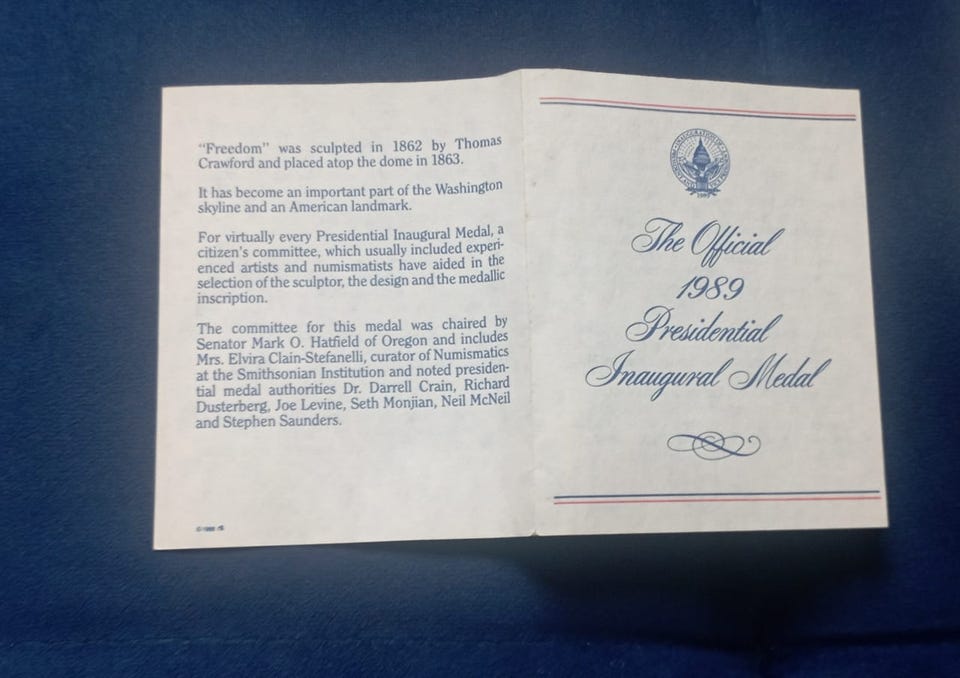 "Freedom" was sculpted in 1862 by Thomas
Crawford and placed atop the dome in 1863.
It has become an important part of the Washington
skyline and an American landmark.
For virtually every Presidential Inaugural Medal, a
citizen's committee, which usually included experi-
enced artists and numismatists have aided in the
selection of the sculptor, the design and the medallic
inscription.
The committee for this medal was chaired by
Senator Mark O. Hatfield of Oregon and includes
Mrs. Elvira Clain-Stefanelli, curator of Numismatics
at the Smithsonian Institution and noted presiden-
tial medal authorities Dr. Darrell Crain, Richard
Dusterberg, Joe Levine, Seth Monjian, Neil McNeil
and Stephen Saunders.
The Official
1989
Presidential
Inaugural Medal